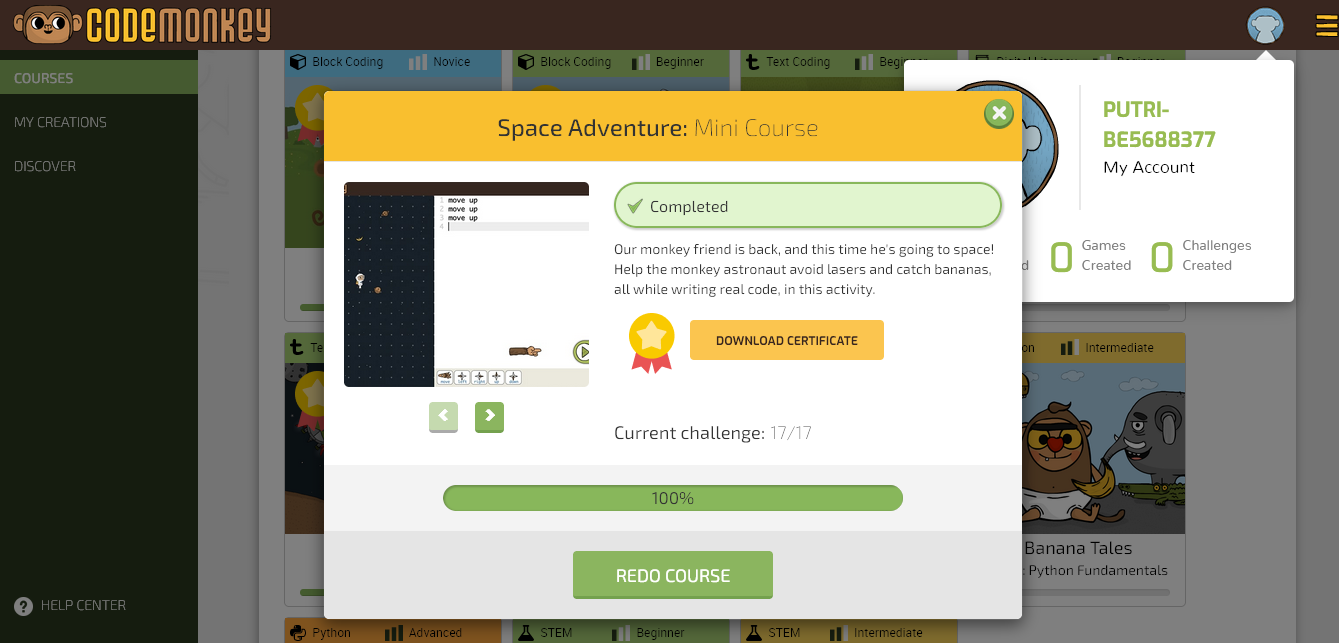 CODEMONKEY
COURSES
MY CREATIONS
DISCOVER
HELP CENTER
Block Coding
Novice
Block Coding
Beginner
Text Coding
PUTRI-
BE5688377
My Account
Games
Created
0
Challenges
Created
0
Space Adventure: Mini Course
1 move up
2 move up
3 move up
4
Completed
Our monkey friend is back, and this time he's going to space!
Help the monkey astronaut avoid lasers and catch bananas,
all while writing real code, in this activity.
DOWNLOAD CERTIFICATE
Current challenge: 17/17
100%
REDO COURSE
Intermediate
Banana Tales
: Python Fundamentals
Python
Advanced
STEM
Beginner
STEM
Intermediate